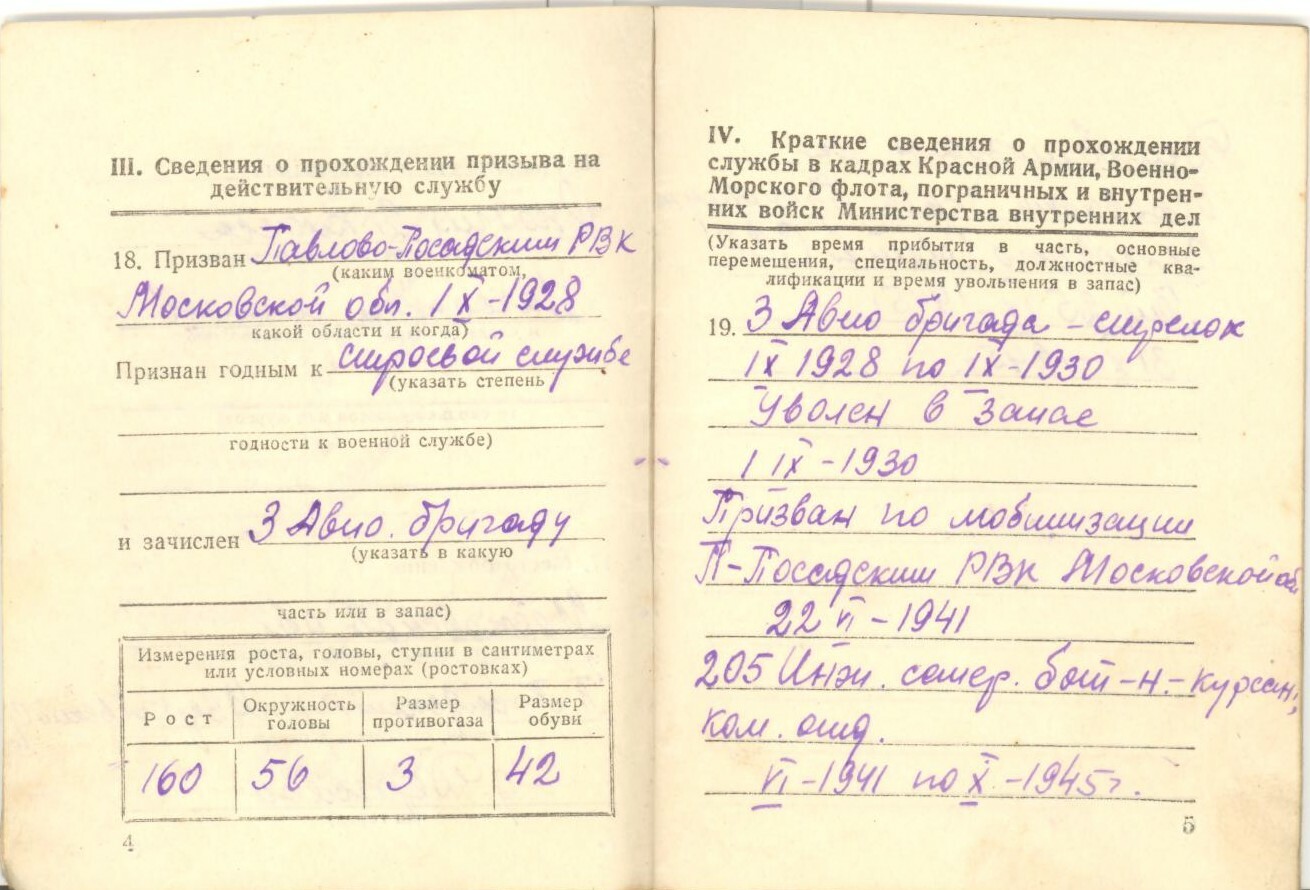 III. Сведения о прохождении призыва на
действительную службу
18. Призван Павлово-Посадским РВК
(каким военкоматом,
Московской обл. 1 X-1928
какой области и когда)
Признан годным к строевой службе
(указать степень
годности к военной службе)
и зачислен 3 Авио. бригаду
(указать в какую
часть или в запас)
Измерения роста, головы, ступни в сантиметрах
или условных номерах (ростовках)
Рост Окружность головы Размер противогаза Размер обуви
160 56 3 42
4
IV. Краткие сведения о прохождении
службы в кадрах Красной Армии, Военно-
Морского флота, пограничных и внутрен-
них войск Министерства внутренних дел
(Указать время прибытия в часть, основные
перемещения, специальность, должностные ква-
лификации и время увольнения в запас)
19. 3 Авио бригада - стрелок
IX 1928 по IX-1930
Уволен в запас
1 IX-1930
Призван по мобилизации
П-Посадским РВК Московской об
22 VI-1941
205 Инж. сапер. бат-н.-курсан,
ком. отд.
VI-1941 по X-1945г.
5